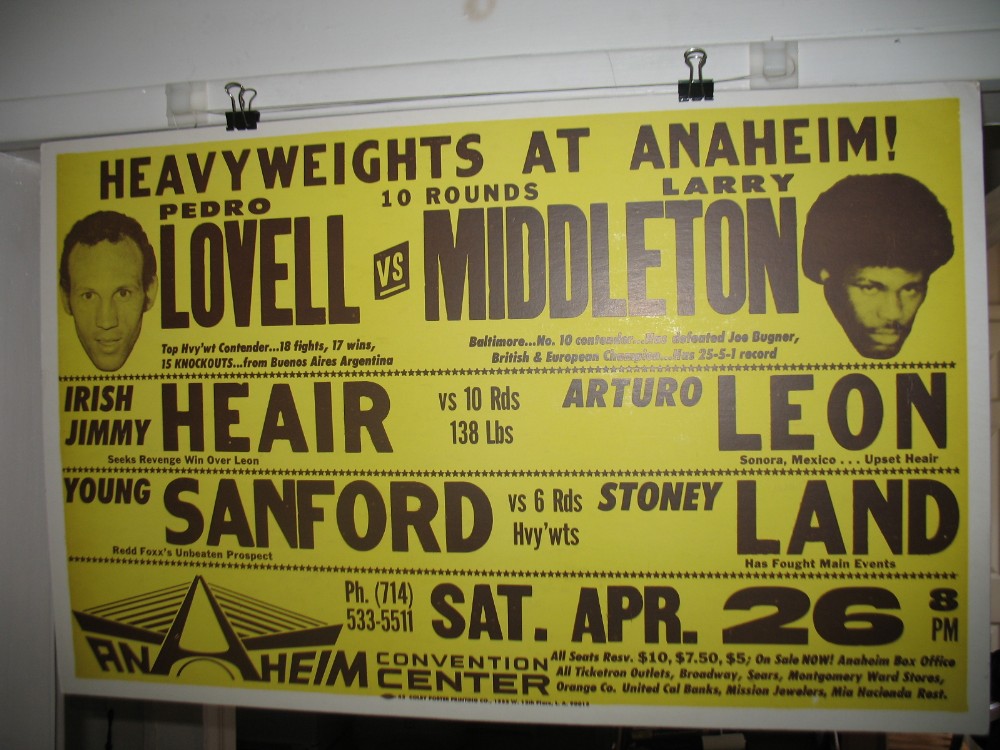 HEAVYWEIGHTS AT ANAHEIM!
10 ROUNDS
PEDRO
LOVELL
VS
LARRY
MIDDLETON
Top Hvy'wt Contender...18 fights, 17 wins,
15 KNOCKOUTS...from Buenos Aires Argentina
Baltimore...No. 10 contender...Has defeated Joe Bugner,
British & European Champion...Has 25-5-1 record
IRISH
JIMMY
HEAIR
vs 10 Rds
138 Lbs
ARTURO
LEON
Seeks Revenge Win Over Leon
Sonora, Mexico . . . Upset Heair
YOUNG
SANFORD
vs 6 Rds
Hvy'wts
STONEY
LAND
Redd Foxx's Unbeaten Prospect
Has Fought Main Events
ANAHEIM
CONVENTION
CENTER
Ph. (714)
533-5511
SAT. APR. 26
8
PM
All Seats Resv. $10, $7.50, $5; On Sale NOW! Anaheim Box Office
All Ticketron Outlets, Broadway, Sears, Montgomery Ward Stores,
Orange Co. United Cal Banks, Mission Jewelers, Mia Hacienda Rest.
COLBY POSTER PRINTING CO.